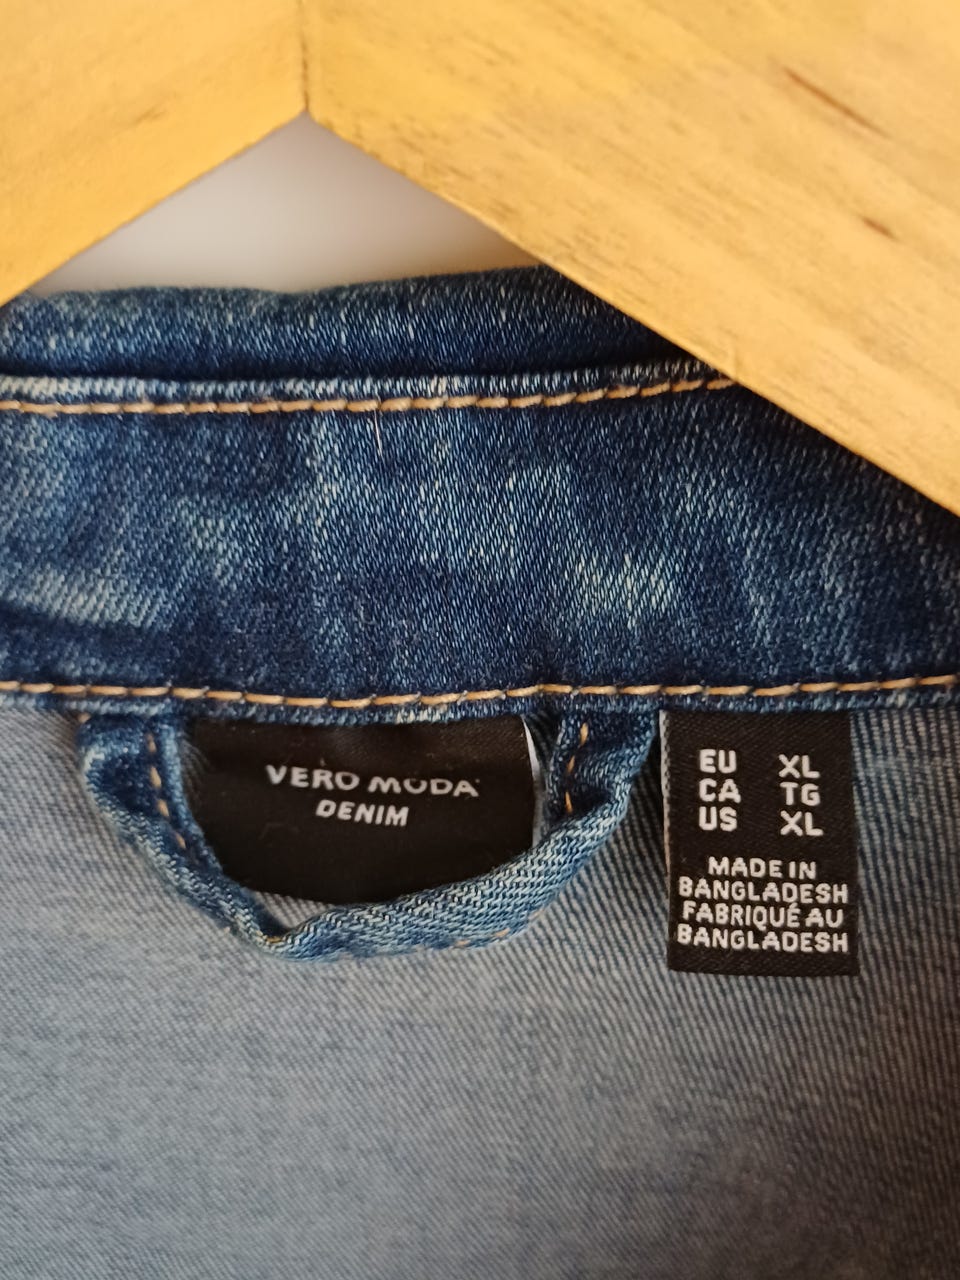 VERO MODA
DENIM
EU XL
CA TG
US XL
MADE IN
BANGLADESH
FABRIQUÉ AU
BANGLADESH